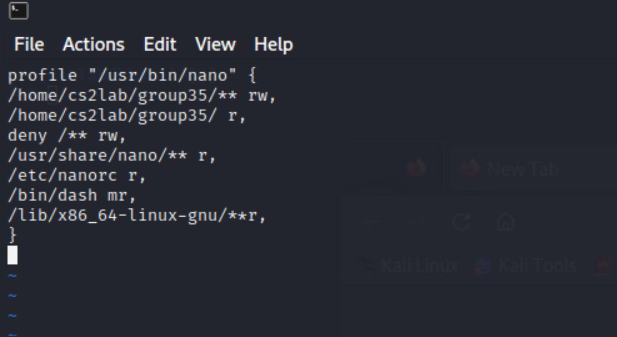 File Actions Edit View Help
profile "/usr/bin/nano" {
/home/cs2lab/group35/** rw,
/home/cs2lab/group35/ r,
deny /** rw,
/usr/share/nano/** r,
/etc/nanorc r,
/bin/dash mr,
/lib/x86_64-linux-gnu/**r,
}
~
~
~
~
New Tab
Kali Linux Kali Tools